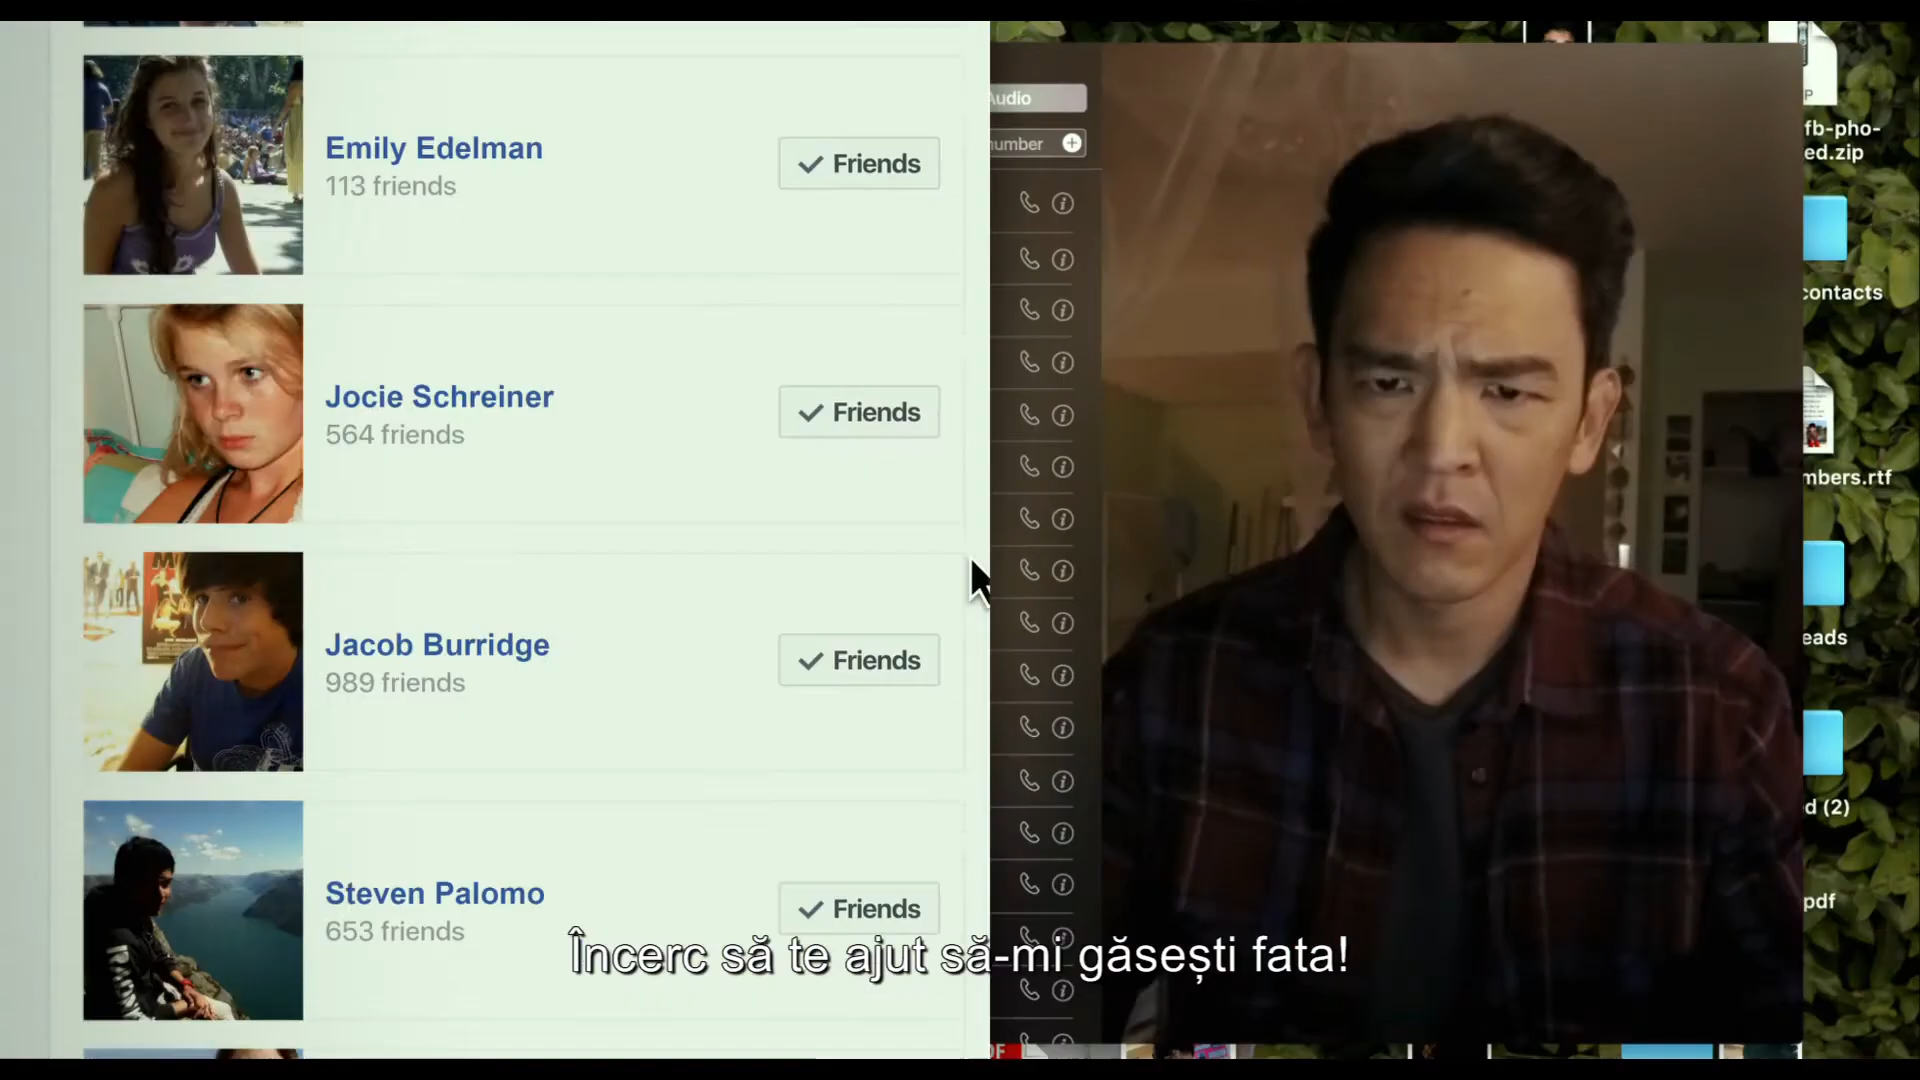 Emily Edelman
113 friends
Friends
Jocie Schreiner
564 friends
Friends
Jacob Burridge
989 friends
Friends
Steven Palomo
653 friends
Friends
Audio
number
fb-pho-
ed.zip
contacts
mbers.rtf
eads
d (2)
pdf
Încerc să te ajut să-mi găsești fata!